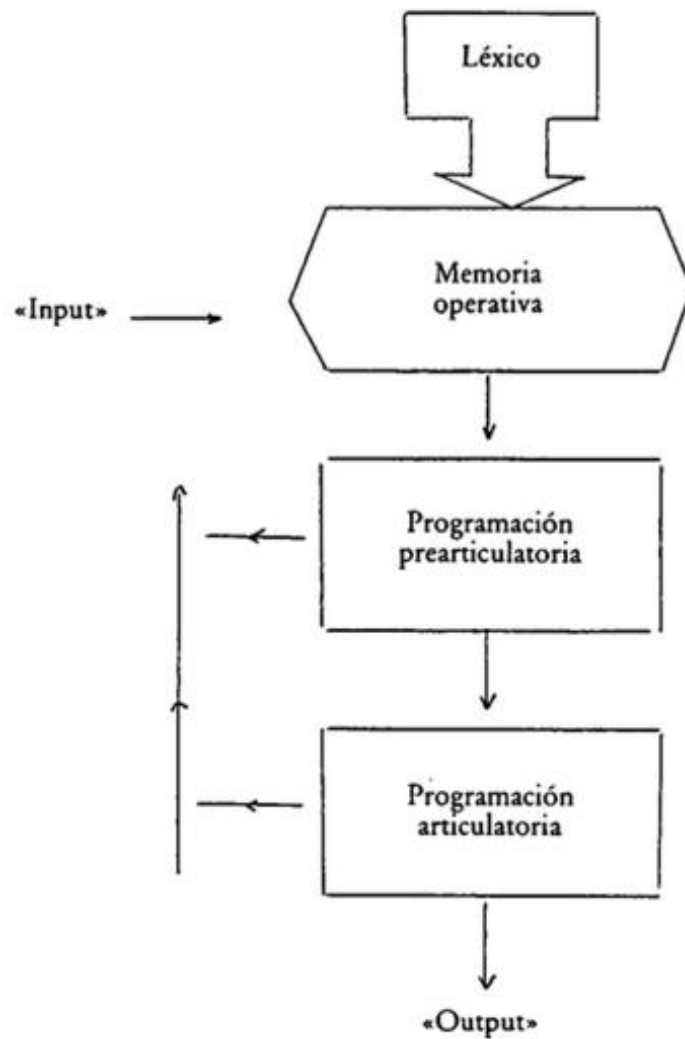 Léxico
Memoria
operativa
«Input»
Programación
prearticulatoria
Programación
articulatoria
«Output»